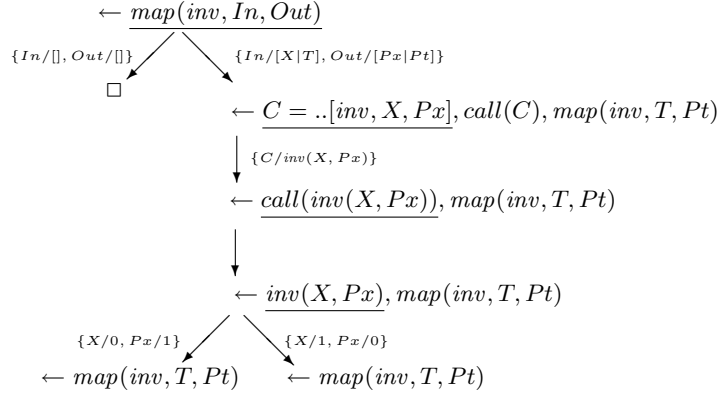 ← map(inv, In, Out)
{In/[], Out/[]}
{In/[X|T], Out/[Px|Pt]}
□
← C = ..[inv, X, Px], call(C), map(inv, T, Pt)
{C/inv(X, Px)}
← call(inv(X, Px)), map(inv, T, Pt)
← inv(X, Px), map(inv, T, Pt)
{X/0, Px/1}
{X/1, Px/0}
← map(inv, T, Pt)
← map(inv, T, Pt)